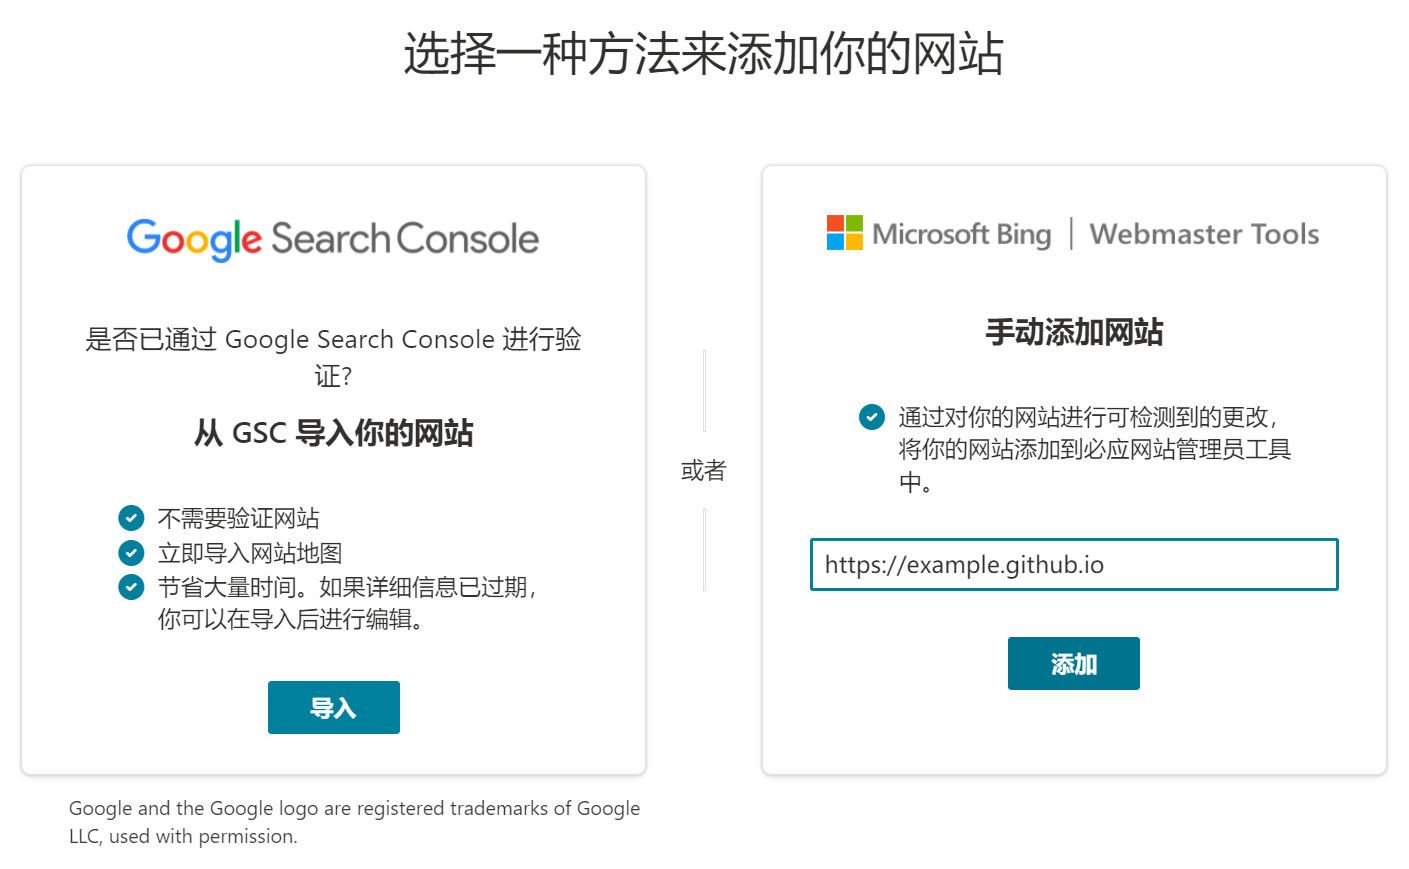 选择一种方法来添加你的网站
Google Search Console
是否已通过 Google Search Console 进行验
证?
从 GSC 导入你的网站
不需要验证网站
立即导入网站地图
节省大量时间。如果详细信息已过期，
你可以在导入后进行编辑。
导入
Google and the Google logo are registered trademarks of Google
LLC, used with permission.
或者
Microsoft Bing | Webmaster Tools
手动添加网站
通过对你的网站进行可检测到的更改，
将你的网站添加到必应网站管理员工具
中。
https://example.github.io
添加